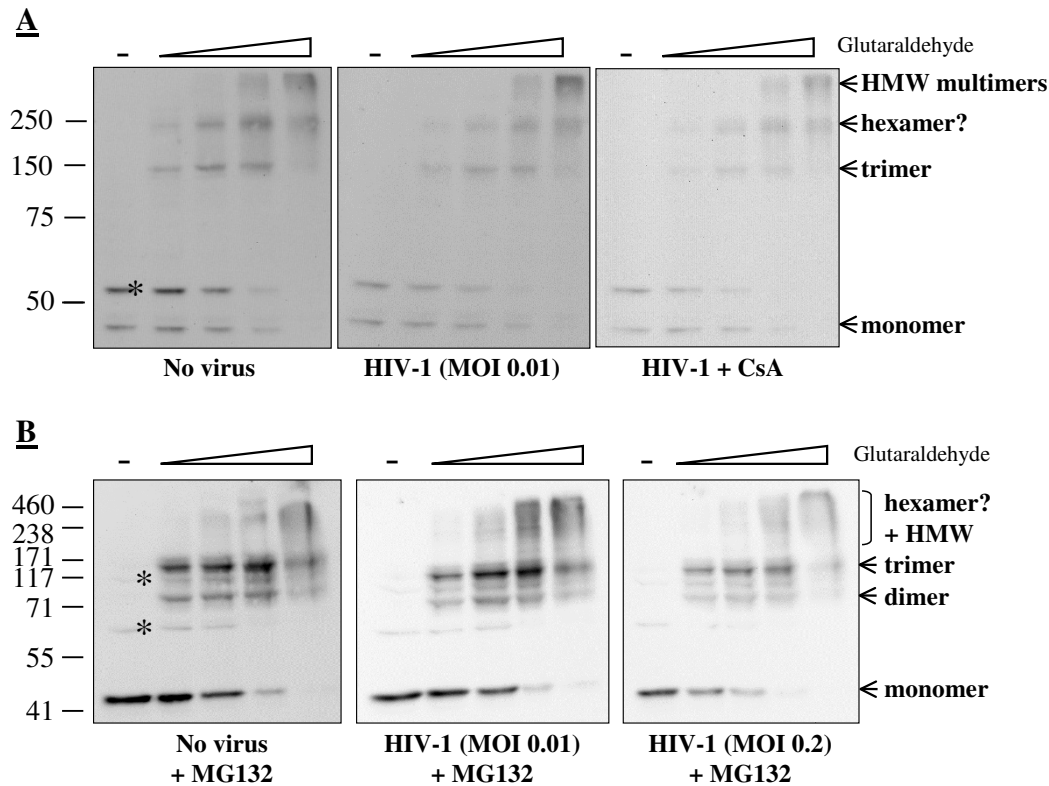 A
– Glutaraldehyde
HMW multimers
250 hexamer?
150 trimer
75
*
50 monomer
No virus HIV-1 (MOI 0.01) HIV-1 + CsA
B
– – – Glutaraldehyde
460 hexamer?
238 + HMW
171 trimer
117 *
71 dimer
*
55
41 monomer
No virus HIV-1 (MOI 0.01) HIV-1 (MOI 0.2)
+ MG132 + MG132 + MG132